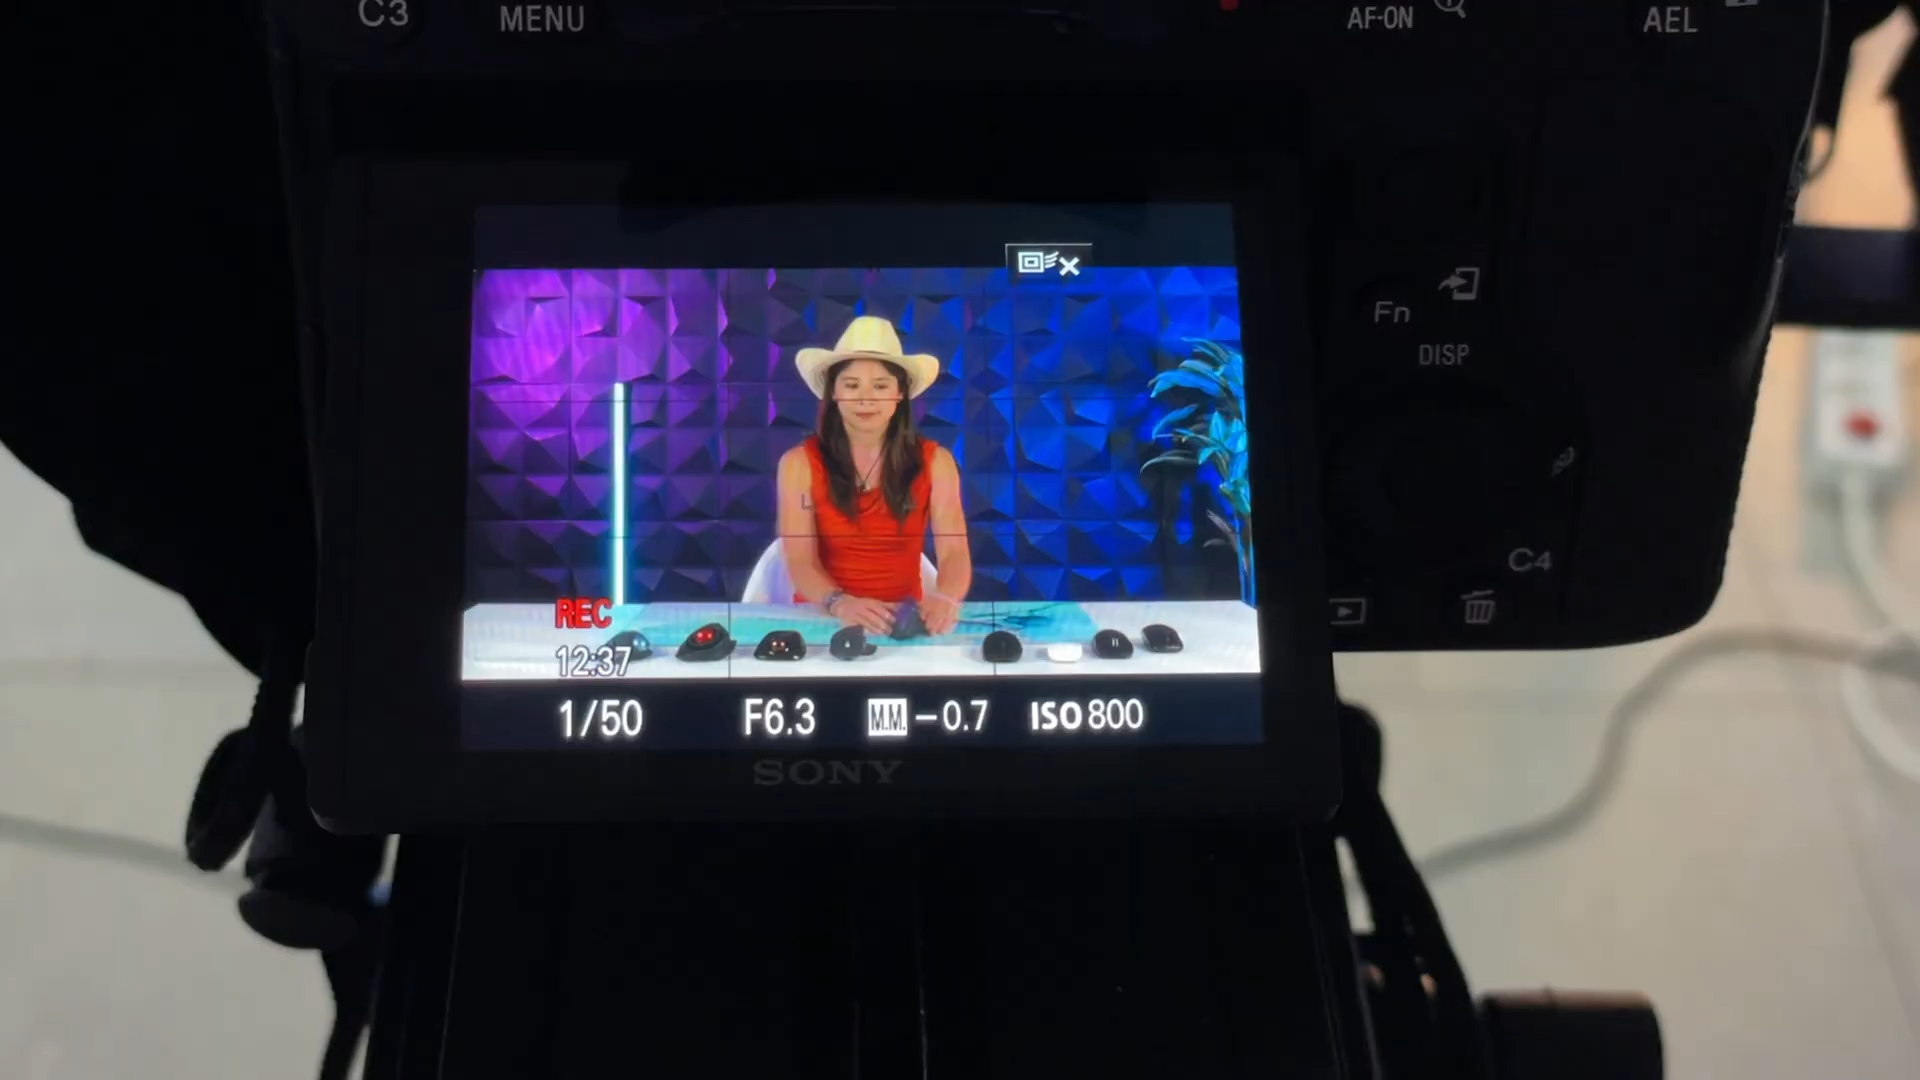 C3
MENU
AF-ON
AEL
Fn
DISP
ISO
C4
REC
12:37
1/50
F6.3
M.M. -0.7
ISO 800
SONY